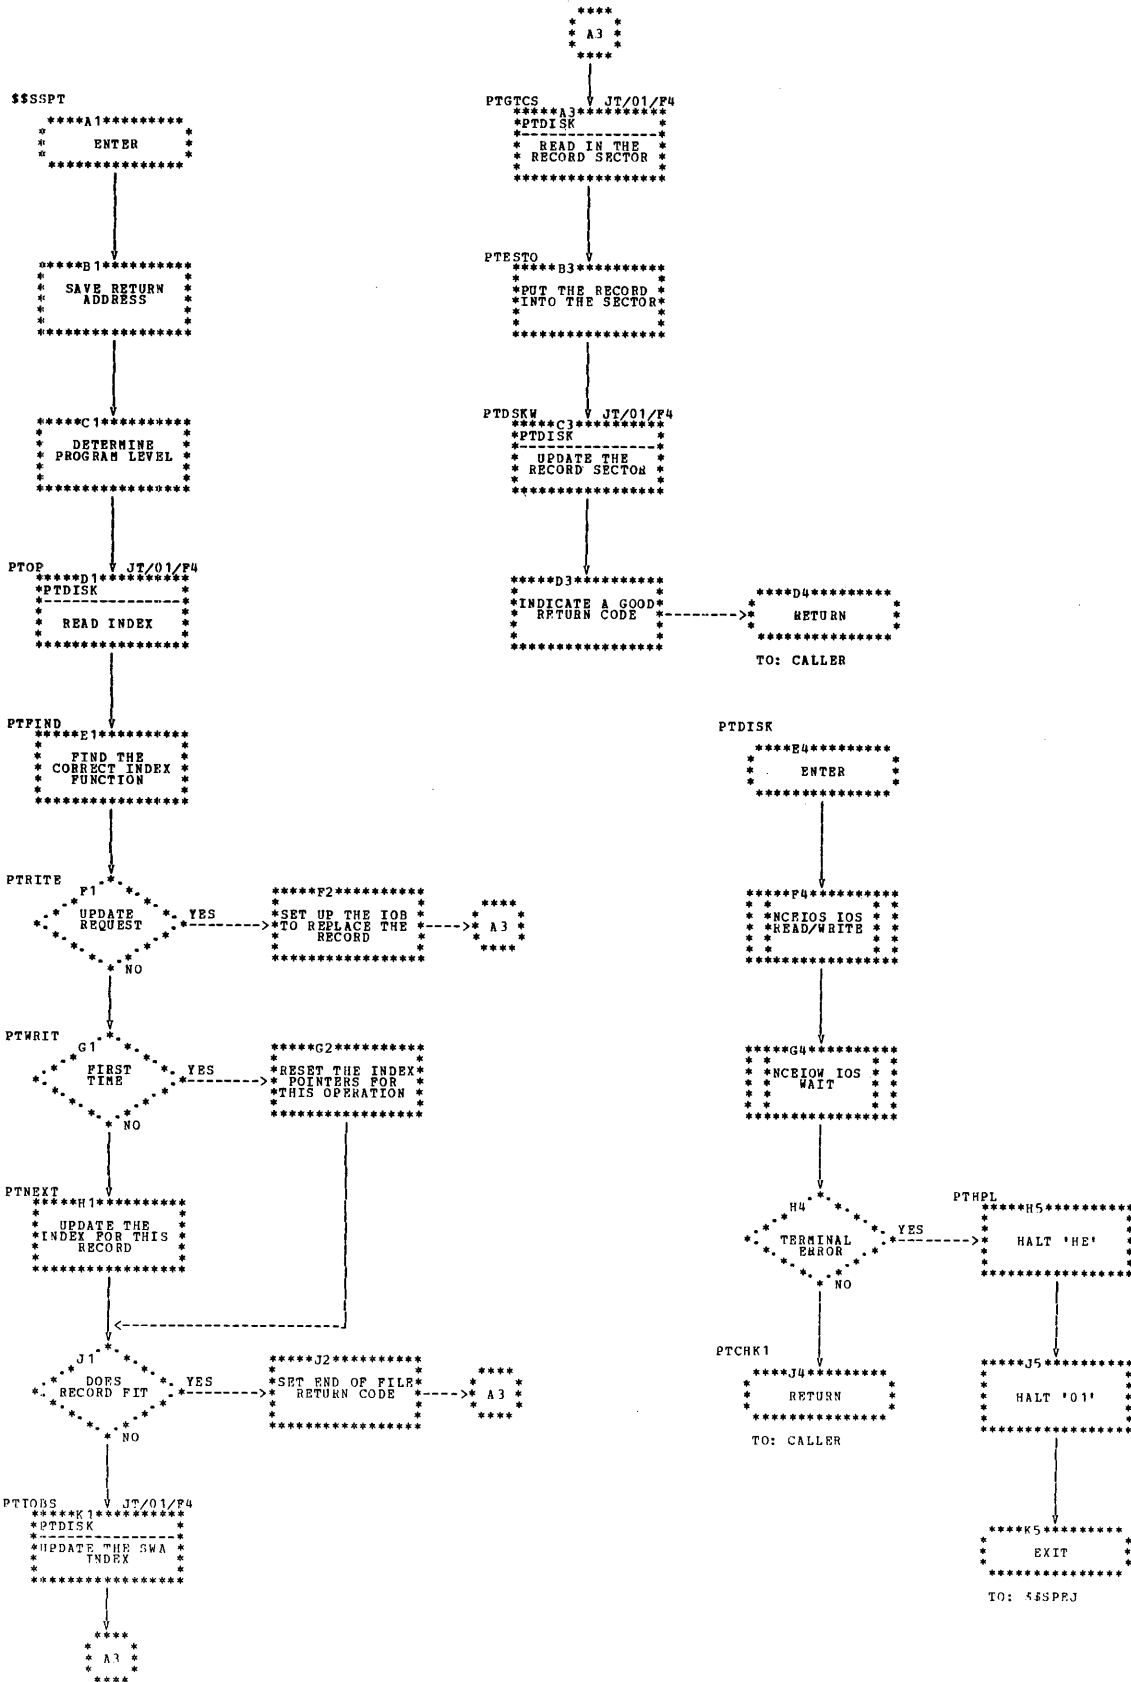 $$SSPT
A1
ENTER
B1
SAVE RETURN
ADDRESS
C1
DETERMINE
PROGRAM LEVEL
PTOP
JT/01/F4
D1
PTDISK
READ INDEX
PTFIND
E1
FIND THE
CORRECT INDEX
FUNCTION
PTRITE
F1
UPDATE
REQUEST
YES
NO
F2
SET UP THE IOB
TO REPLACE THE
RECORD
A3
PTWRIT
G1
FIRST
TIME
YES
NO
G2
RESET THE INDEX
POINTERS FOR
THIS OPERATION
PTNEXT
H1
UPDATE THE
INDEX FOR THIS
RECORD
J1
DOES
RECORD FIT
YES
NO
J2
SET END OF FILE
RETURN CODE
A3
PTIOBS
JT/01/F4
K1
PTDISK
UPDATE THE SWA
INDEX
A3
A3
PTGTCS
JT/01/F4
A3
PTDISK
READ IN THE
RECORD SECTOR
PTESTO
B3
PUT THE RECORD
INTO THE SECTOR
PTDSKW
JT/01/F4
C3
PTDISK
UPDATE THE
RECORD SECTOR
D3
INDICATE A GOOD
RETURN CODE
D4
RETURN
TO: CALLER
PTDISK
E4
ENTER
F4
NCEIOS IOS
READ/WRITE
G4
NCEIOW IOS
WAIT
H4
TERMINAL
ERROR
YES
NO
PTHPL
H5
HALT 'HE'
PTCHK1
J4
RETURN
TO: CALLER
J5
HALT '01'
K5
EXIT
TO: $$SPEJ